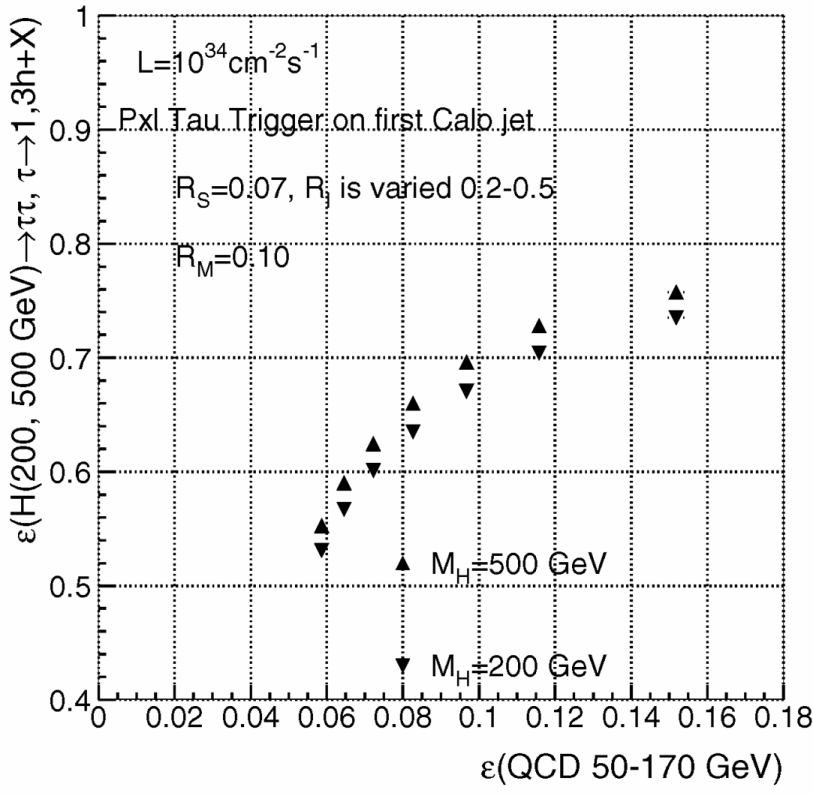 1
L=10³⁴cm⁻²s⁻¹
0.9
Pxl Tau Trigger on first Calo jet
R_S=0.07, R_j is varied 0.2-0.5
0.8
R_M=0.10
0.7
0.6
M_H=500 GeV
0.5
M_H=200 GeV
0.4
0 0.02 0.04 0.06 0.08 0.1 0.12 0.14 0.16 0.18
ε(QCD 50-170 GeV)
ε(H(200, 500 GeV)→ττ, τ→1,3h+X)